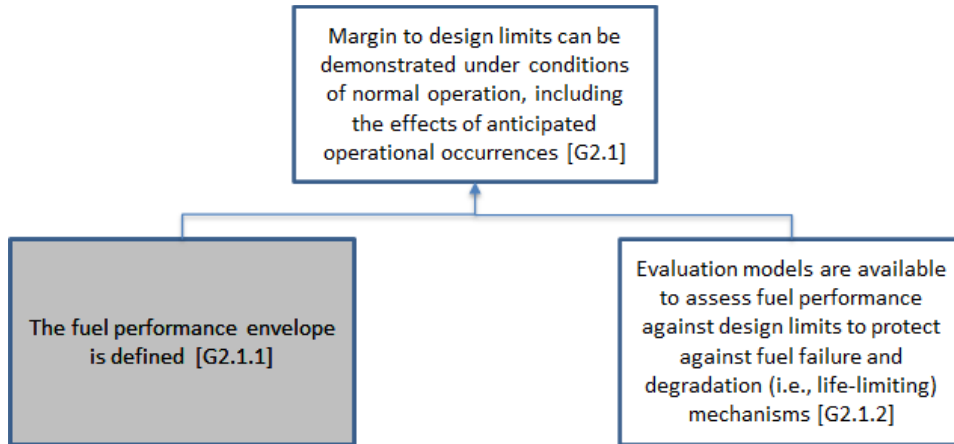 Margin to design limits can be
demonstrated under conditions
of normal operation, including
the effects of anticipated
operational occurrences [G2.1]
The fuel performance envelope
is defined [G2.1.1]
Evaluation models are available
to assess fuel performance
against design limits to protect
against fuel failure and
degradation (i.e., life-limiting)
mechanisms [G2.1.2]